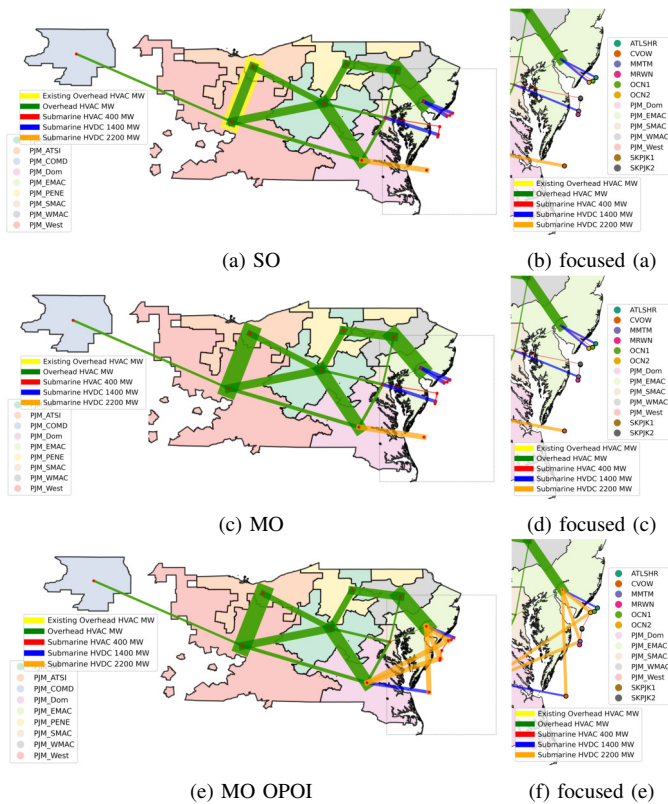 Existing Overhead HVAC MW
Overhead HVAC MW
Submarine HVAC 400 MW
Submarine HVDC 1400 MW
Submarine HVDC 2200 MW
PJM_ATSI
PJM_COMD
PJM_Dom
PJM_EMAC
PJM_PENE
PJM_SMAC
PJM_WMAC
PJM_West
ATLSHR
CVOW
MMTM
MRWN
OCN1
OCN2
PJM_Dom
PJM_EMAC
PJM_SMAC
PJM_WMAC
PJM_West
SKPJK1
SKPJK2
Existing Overhead HVAC MW
Overhead HVAC MW
Submarine HVAC 400 MW
Submarine HVDC 1400 MW
Submarine HVDC 2200 MW
(a) SO
(b) focused (a)
Existing Overhead HVAC MW
Overhead HVAC MW
Submarine HVAC 400 MW
Submarine HVDC 1400 MW
Submarine HVDC 2200 MW
PJM_ATSI
PJM_COMD
PJM_Dom
PJM_EMAC
PJM_PENE
PJM_SMAC
PJM_WMAC
PJM_West
ATLSHR
CVOW
MMTM
MRWN
OCN1
OCN2
PJM_Dom
PJM_EMAC
PJM_SMAC
PJM_WMAC
PJM_West
SKPJK1
SKPJK2
Existing Overhead HVAC MW
Overhead HVAC MW
Submarine HVAC 400 MW
Submarine HVDC 1400 MW
Submarine HVDC 2200 MW
(c) MO
(d) focused (c)
Existing Overhead HVAC MW
Overhead HVAC MW
Submarine HVAC 400 MW
Submarine HVDC 1400 MW
Submarine HVDC 2200 MW
PJM_ATSI
PJM_COMD
PJM_Dom
PJM_EMAC
PJM_PENE
PJM_SMAC
PJM_WMAC
PJM_West
ATLSHR
CVOW
MMTM
MRWN
OCN1
OCN2
PJM_Dom
PJM_EMAC
PJM_SMAC
PJM_WMAC
PJM_West
SKPJK1
SKPJK2
Existing Overhead HVAC MW
Overhead HVAC MW
Submarine HVAC 400 MW
Submarine HVDC 1400 MW
Submarine HVDC 2200 MW
(e) MO OPOI
(f) focused (e)